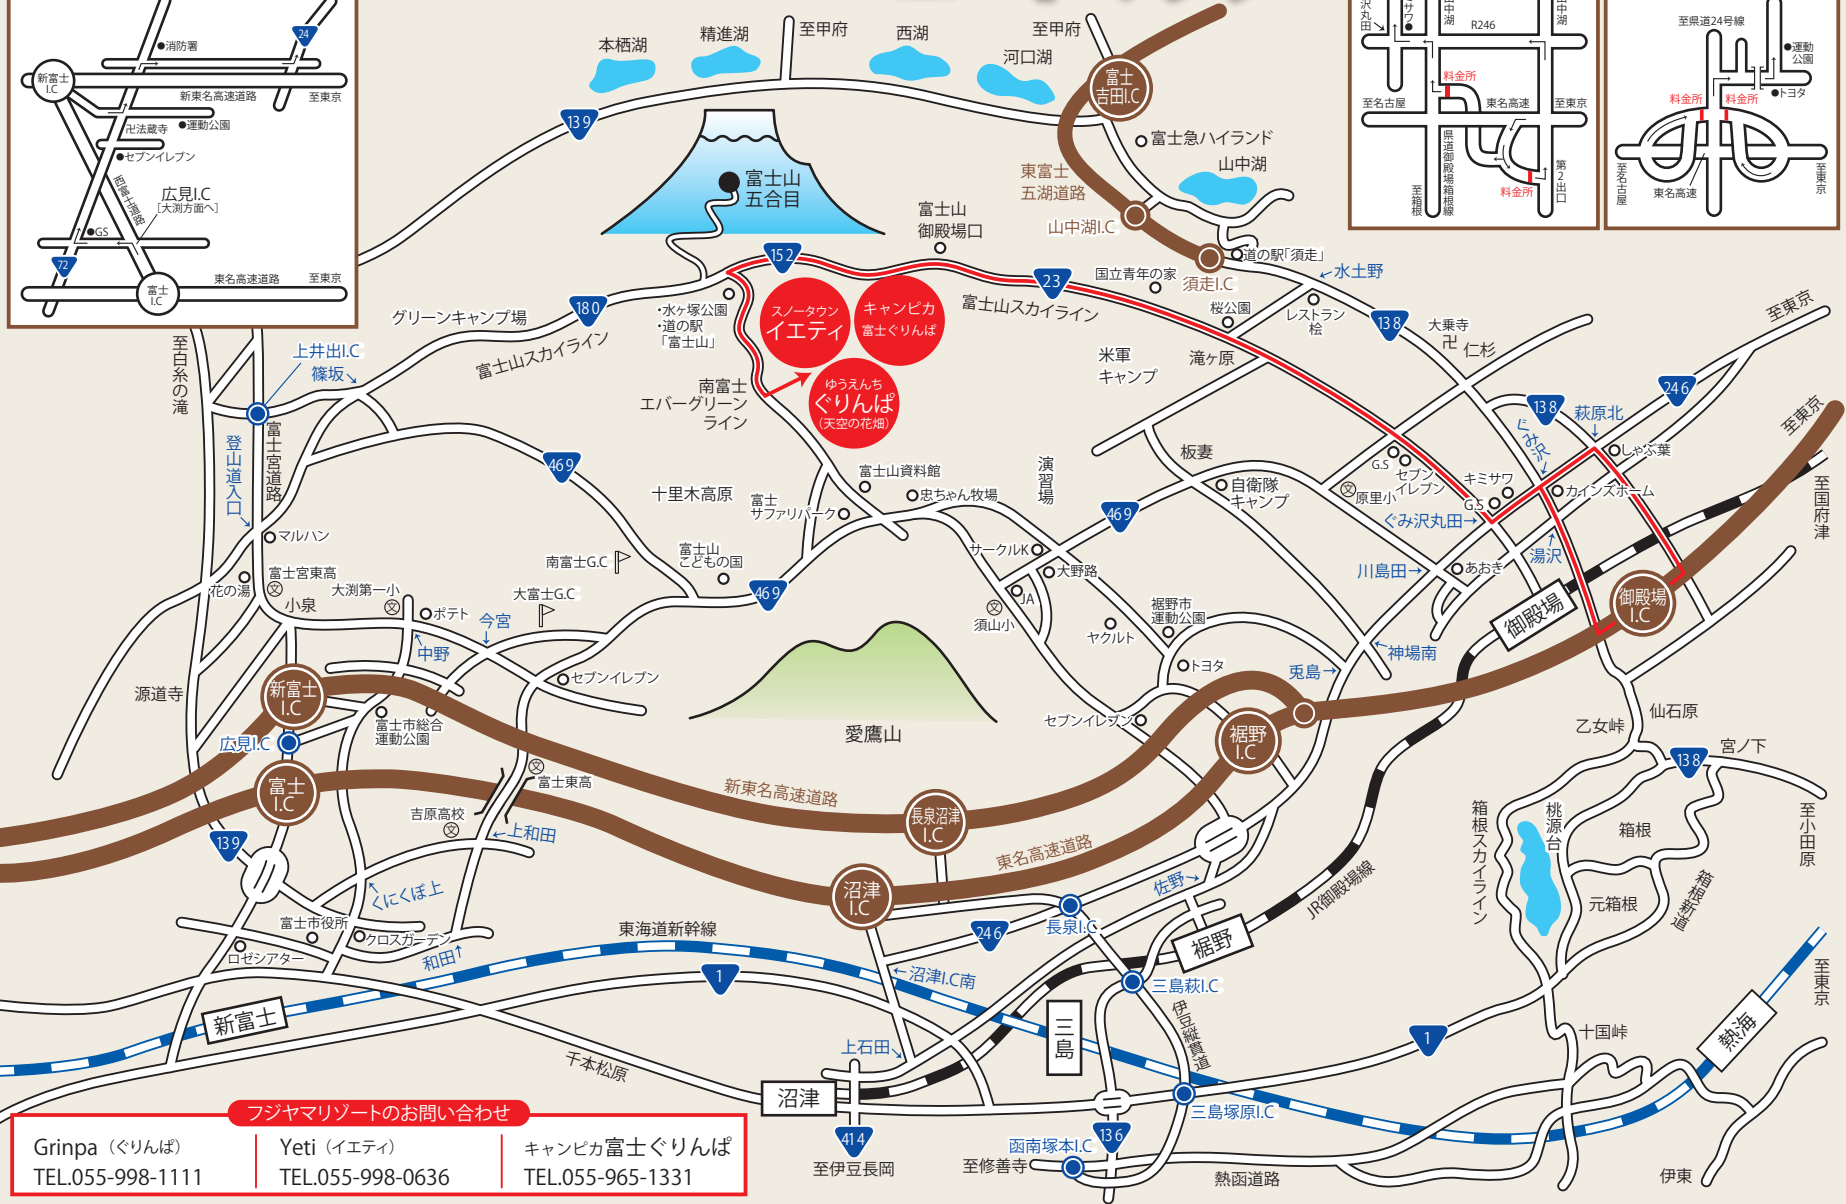 24
●消防署
新富士
I.C
新東名高速道路
至東京
卍法蔵寺
●運動公園
●セブンイレブン
西富士道路
広見I.C
[大渕方面へ]
●GS
72
東名高速道路
至東京
富士
I.C
本栖湖
精進湖
至甲府
西湖
河口湖
至甲府
富士
吉田I.C
139
富士急ハイランド
山中湖
東富士
五湖道路
山中湖I.C
富士山
五合目
富士山
御殿場口
道の駅「須走」
須走I.C
国立青年の家
←水土野
R246
料金所
至名古屋
東名高速
至東京
県道御殿場箱根線
至箱根
料金所
第2出口
至県道24号線
●運動
公園
●トヨタ
料金所
料金所
至名古屋
東名高速
至東京
152
23
180
グリーンキャンプ場
富士山スカイライン
・水ヶ塚公園
・道の駅
「富士山」
スノータウン
イエティ
キャンピカ
富士ぐりんぱ
ゆうえんち
ぐりんぱ
(天空の花畑)
富士山スカイライン
桜公園
レストラン
桧
138
大乗寺
卍
仁杉
至東京
滝ヶ原
米軍
キャンプ
南富士
エバーグリーン
ライン
至白糸の滝
上井出I.C
篠坂
登山道入口
富士宮道路
469
十里木高原
富士
サファリパーク
富士山資料館
忠ちゃん牧場
演習場
板妻
自衛隊
キャンプ
469
G.S
セブン
イレブン
原里小
キミサワ
G.S
138
ぐみ沢
萩原北
246
しゃぶ葉
カインズホーム
ぐみ沢丸田→
湯沢
至東京
至国府津
マルハン
花の湯
富士宮東高
小泉
大渕第一小
ポテト
中野
今宮
大富士G.C
南富士G.C
富士山
こどもの国
469
サークルK
大野路
JA
須山小
ヤクルト
裾野市
運動公園
トヨタ
川島田→
あおき
御殿場
御殿場
I.C
←神場南
兎島→
源道寺
新富士
I.C
広見I.C
富士
I.C
富士市総合
運動公園
セブンイレブン
愛鷹山
セブンイレブン
裾野
I.C
乙女峠
仙石原
138
宮ノ下
至小田原
富士東高
吉原高校
←上和田
新東名高速道路
長泉沼津
I.C
東名高速道路
沼津
I.C
139
くにくぼ上
富士市役所
クロスガーデン
ロゼシアター
和田
東海道新幹線
佐野→
長泉I.C
246
裾野
JR御殿場線
箱根スカイライン
桃源台
箱根
元箱根
箱根新道
新富士
1
←沼津I.C南
三島萩I.C
伊豆縦貫道
三島
上石田
千本松原
沼津
三島塚原I.C
1
十国峠
熱海
至東京
414
至伊豆長岡
136
函南塚本I.C
至修善寺
熱函道路
伊東
フジヤマリゾートのお問い合わせ
Grinpa（ぐりんぱ）
TEL.055-998-1111
Yeti（イエティ）
TEL.055-998-0636
キャンピカ富士ぐりんぱ
TEL.055-965-1331